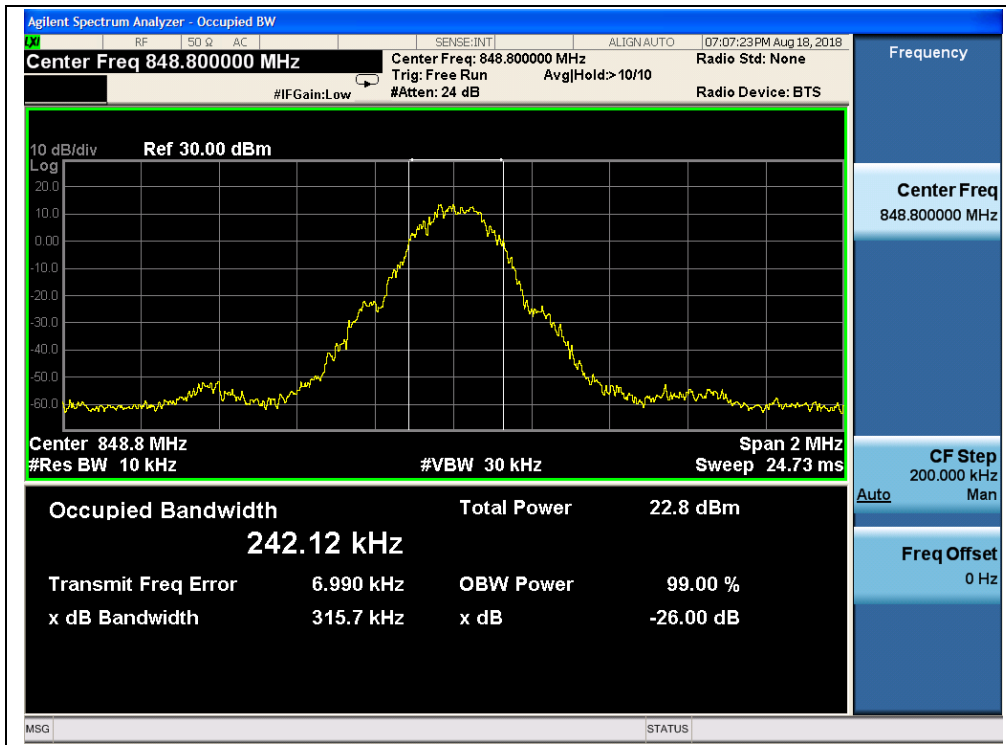 Agilent Spectrum Analyzer - Occupied BW
LXI RF 50 Ω AC SENSE:INT ALIGN AUTO 07:07:23 PM Aug 18, 2018
Center Freq 848.800000 MHz
#IFGain:Low
Center Freq: 848.800000 MHz
Trig: Free Run Avg|Hold:>10/10
#Atten: 24 dB
Radio Std: None
Radio Device: BTS
10 dB/div Ref 30.00 dBm
Log
20.0
10.0
0.00
-10.0
-20.0
-30.0
-40.0
-50.0
-60.0
Center 848.8 MHz Span 2 MHz
#Res BW 10 kHz #VBW 30 kHz Sweep 24.73 ms
Occupied Bandwidth Total Power 22.8 dBm
242.12 kHz
Transmit Freq Error 6.990 kHz OBW Power 99.00 %
x dB Bandwidth 315.7 kHz x dB -26.00 dB
Frequency
Center Freq
848.800000 MHz
CF Step
200.000 kHz
Auto Man
Freq Offset
0 Hz
MSG STATUS